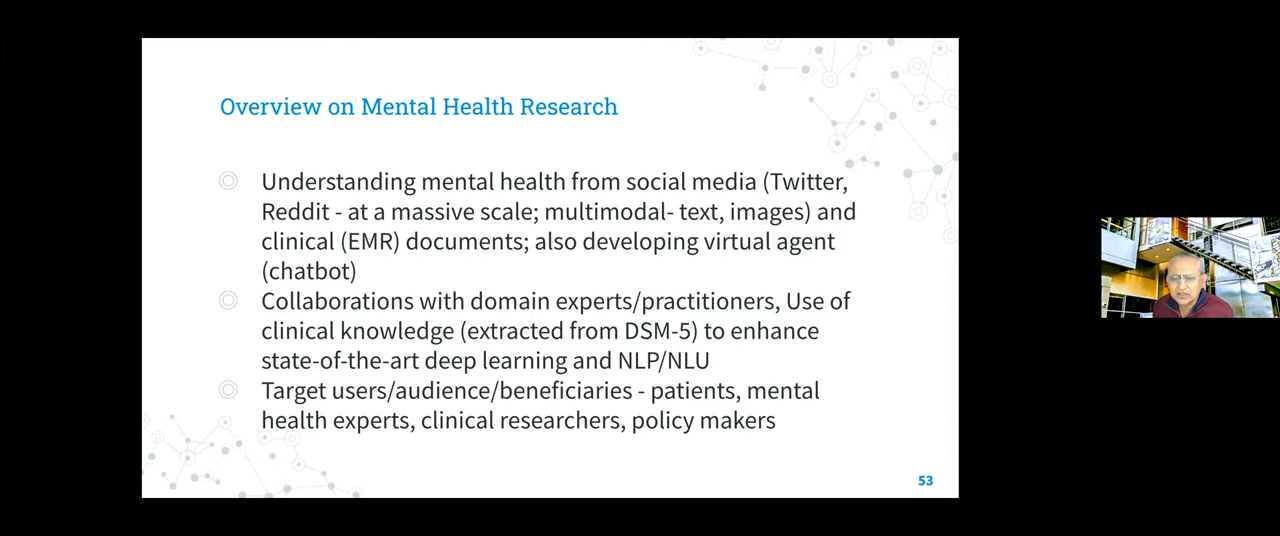 Overview on Mental Health Research
Understanding mental health from social media (Twitter,
Reddit - at a massive scale; multimodal- text, images) and
clinical (EMR) documents; also developing virtual agent
(chatbot)
Collaborations with domain experts/practitioners, Use of
clinical knowledge (extracted from DSM-5) to enhance
state-of-the-art deep learning and NLP/NLU
Target users/audience/beneficiaries - patients, mental
health experts, clinical researchers, policy makers
53